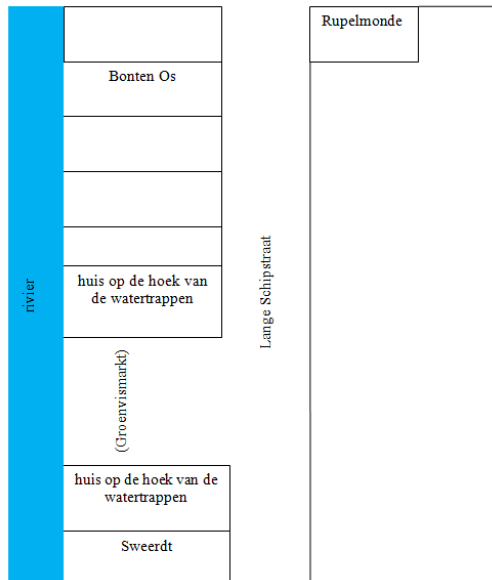 Rupelmonde
Bonten Os
huis op de hoek van
de watertrappen
rivier
Lange Schipstraat
(Groenvismarkt)
huis op de hoek van de
watertrappen
Sweerdt